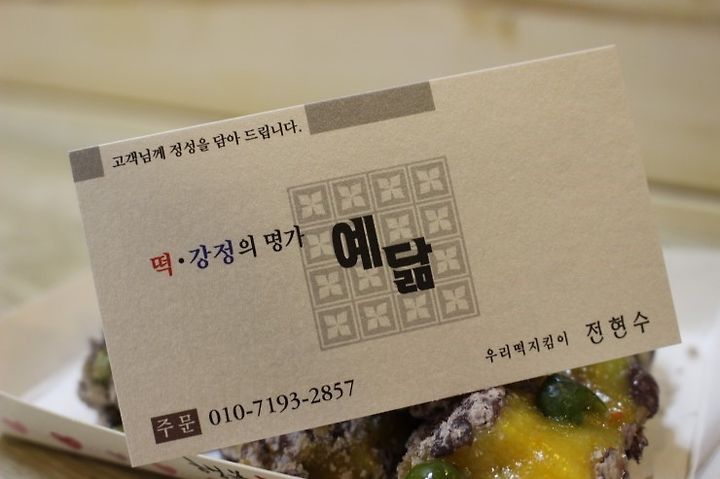 고객님께 정성을 담아 드립니다.
떡·강정의 명가
예닮
우리떡지킴이 전현수
주문 010-7193-2857